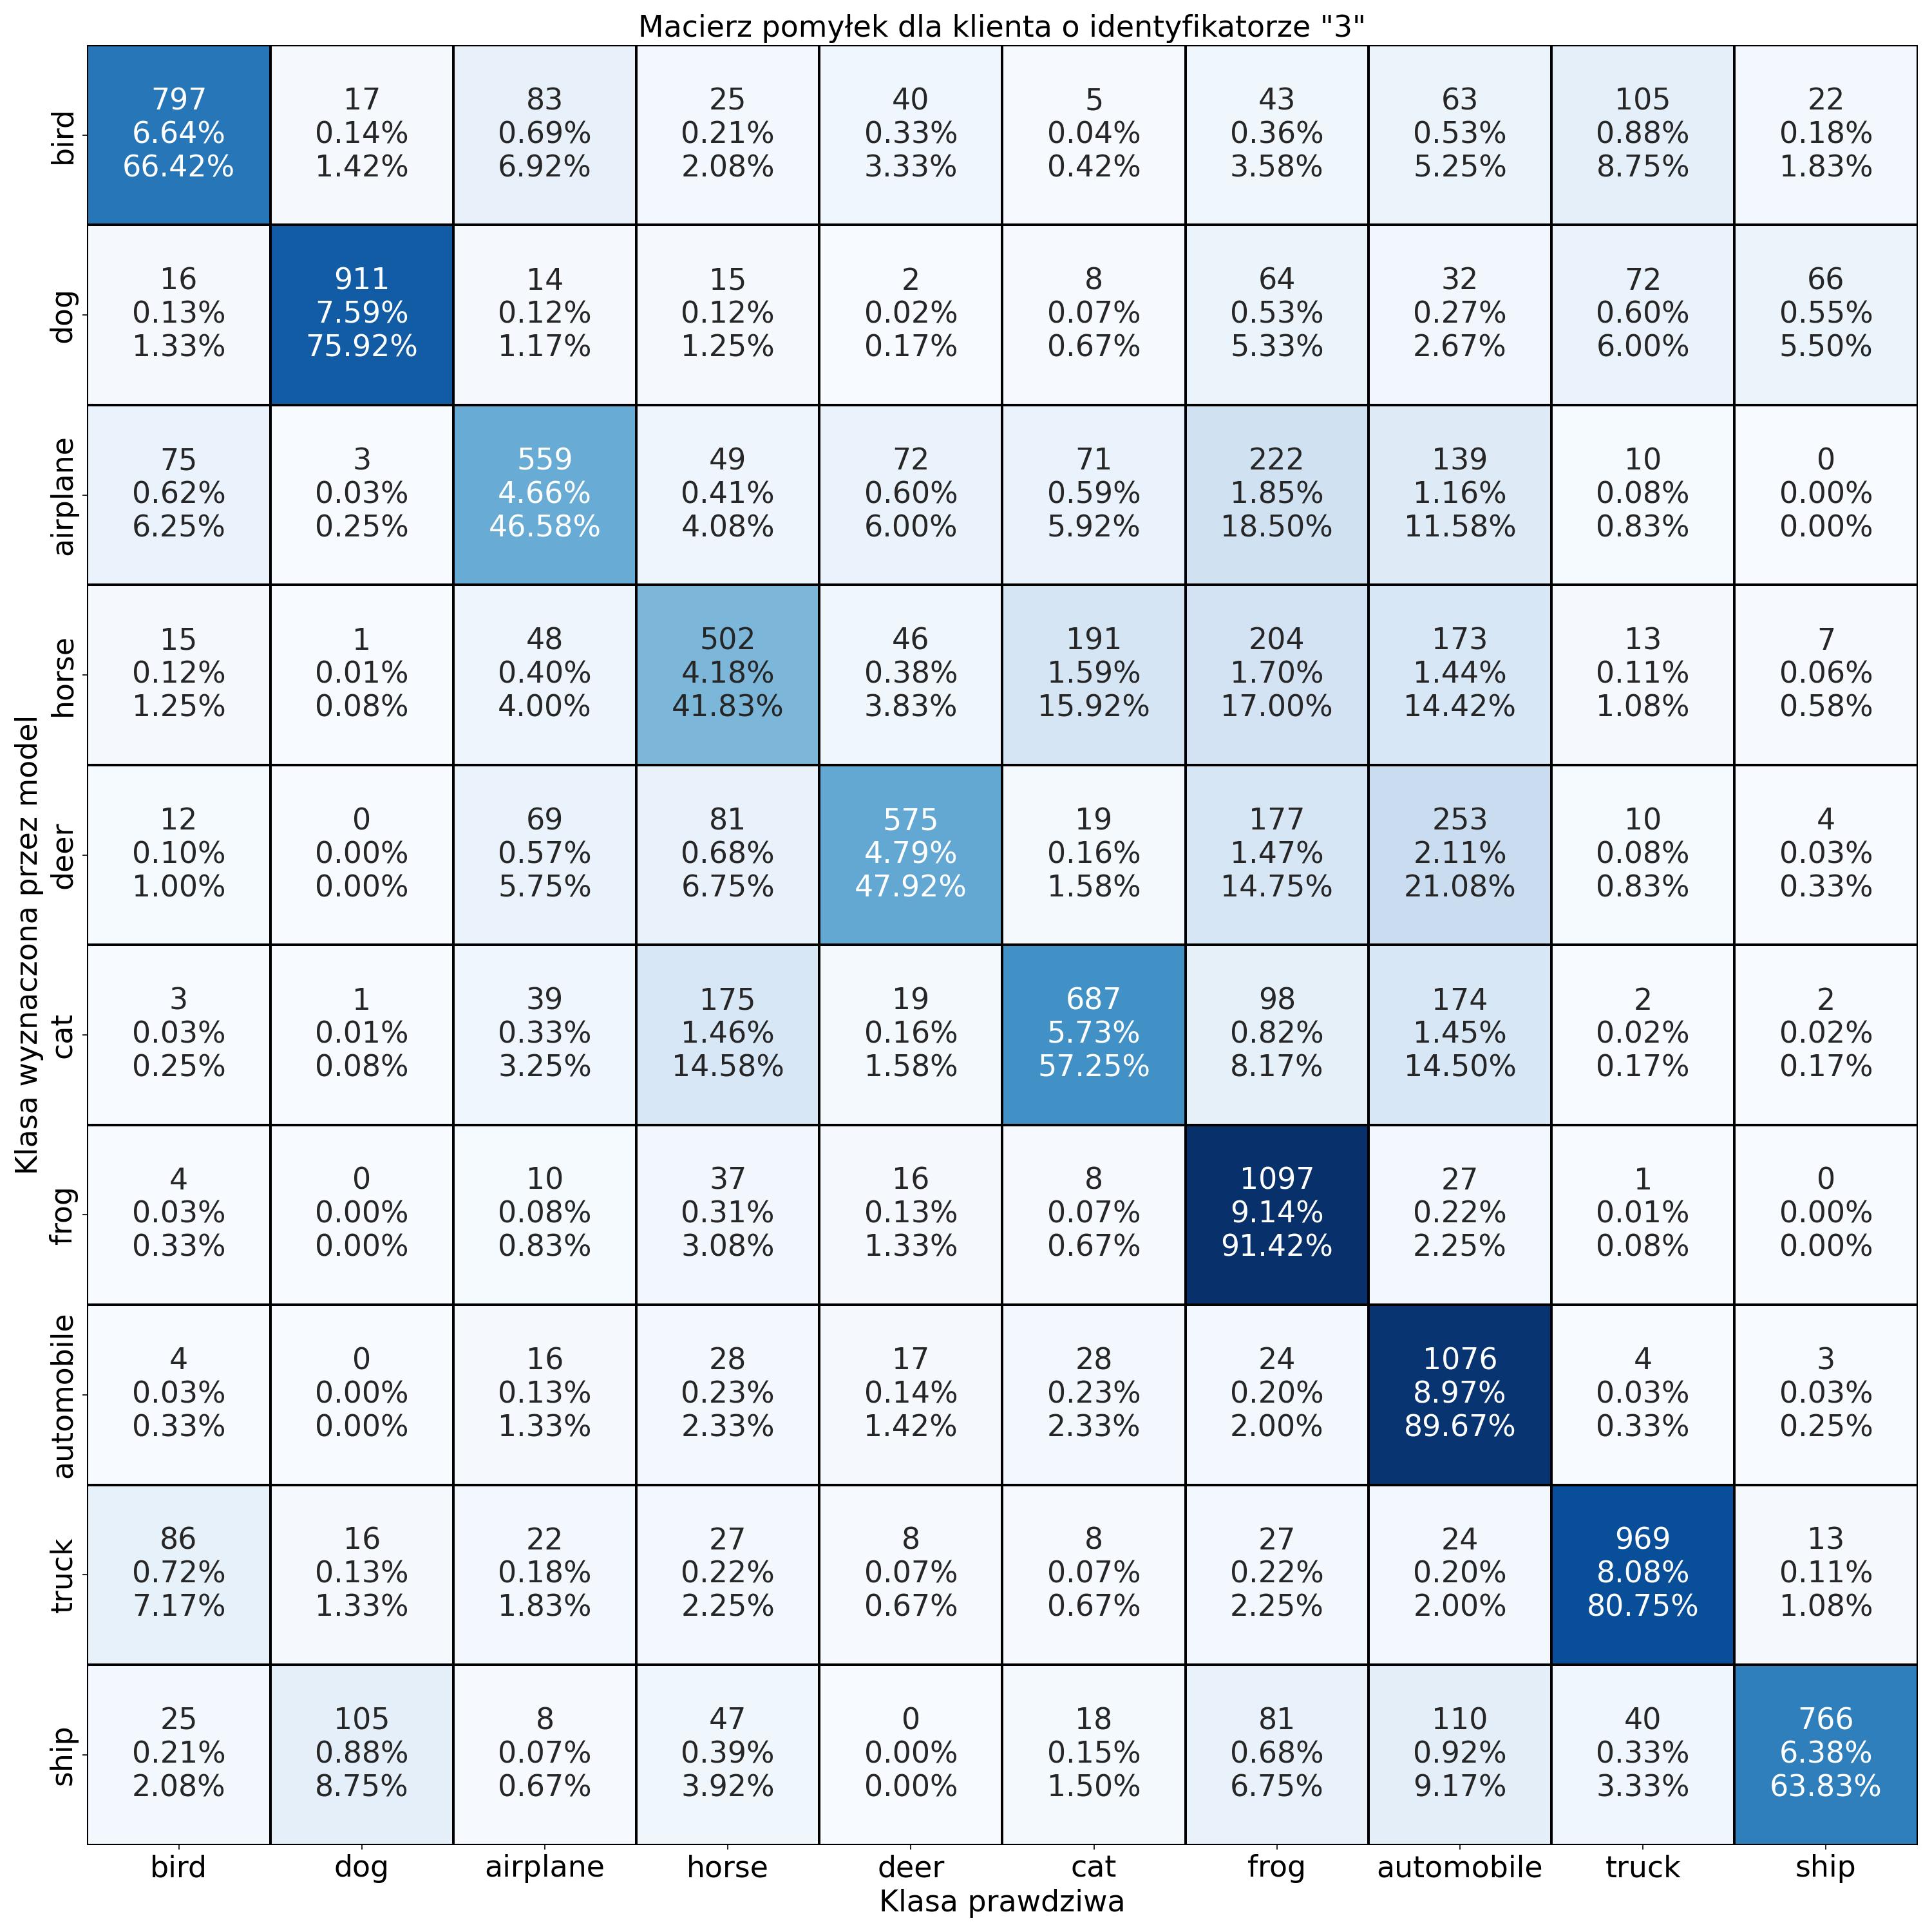 Macierz pomyłek dla klienta o identyfikatorze "3"
Klasa wyznaczona przez model
bird
797 17 83 25 40 5 43 63 105 22
6.64% 0.14% 0.69% 0.21% 0.33% 0.04% 0.36% 0.53% 0.88% 0.18%
66.42% 1.42% 6.92% 2.08% 3.33% 0.42% 3.58% 5.25% 8.75% 1.83%
dog
16 911 14 15 2 8 64 32 72 66
0.13% 7.59% 0.12% 0.12% 0.02% 0.07% 0.53% 0.27% 0.60% 0.55%
1.33% 75.92% 1.17% 1.25% 0.17% 0.67% 5.33% 2.67% 6.00% 5.50%
airplane
75 3 559 49 72 71 222 139 10 0
0.62% 0.03% 4.66% 0.41% 0.60% 0.59% 1.85% 1.16% 0.08% 0.00%
6.25% 0.25% 46.58% 4.08% 6.00% 5.92% 18.50% 11.58% 0.83% 0.00%
horse
15 1 48 502 46 191 204 173 13 7
0.12% 0.01% 0.40% 4.18% 0.38% 1.59% 1.70% 1.44% 0.11% 0.06%
1.25% 0.08% 4.00% 41.83% 3.83% 15.92% 17.00% 14.42% 1.08% 0.58%
deer
12 0 69 81 575 19 177 253 10 4
0.10% 0.00% 0.57% 0.68% 4.79% 0.16% 1.47% 2.11% 0.08% 0.03%
1.00% 0.00% 5.75% 6.75% 47.92% 1.58% 14.75% 21.08% 0.83% 0.33%
cat
3 1 39 175 19 687 98 174 2 2
0.03% 0.01% 0.33% 1.46% 0.16% 5.73% 0.82% 1.45% 0.02% 0.02%
0.25% 0.08% 3.25% 14.58% 1.58% 57.25% 8.17% 14.50% 0.17% 0.17%
frog
4 0 10 37 16 8 1097 27 1 0
0.03% 0.00% 0.08% 0.31% 0.13% 0.07% 9.14% 0.22% 0.01% 0.00%
0.33% 0.00% 0.83% 3.08% 1.33% 0.67% 91.42% 2.25% 0.08% 0.00%
automobile
4 0 16 28 17 28 24 1076 4 3
0.03% 0.00% 0.13% 0.23% 0.14% 0.23% 0.20% 8.97% 0.03% 0.03%
0.33% 0.00% 1.33% 2.33% 1.42% 2.33% 2.00% 89.67% 0.33% 0.25%
truck
86 16 22 27 8 8 27 24 969 13
0.72% 0.13% 0.18% 0.22% 0.07% 0.07% 0.22% 0.20% 8.08% 0.11%
7.17% 1.33% 1.83% 2.25% 0.67% 0.67% 2.25% 2.00% 80.75% 1.08%
ship
25 105 8 47 0 18 81 110 40 766
0.21% 0.88% 0.07% 0.39% 0.00% 0.15% 0.68% 0.92% 0.33% 6.38%
2.08% 8.75% 0.67% 3.92% 0.00% 1.50% 6.75% 9.17% 3.33% 63.83%
bird dog airplane horse deer cat frog automobile truck ship
Klasa prawdziwa